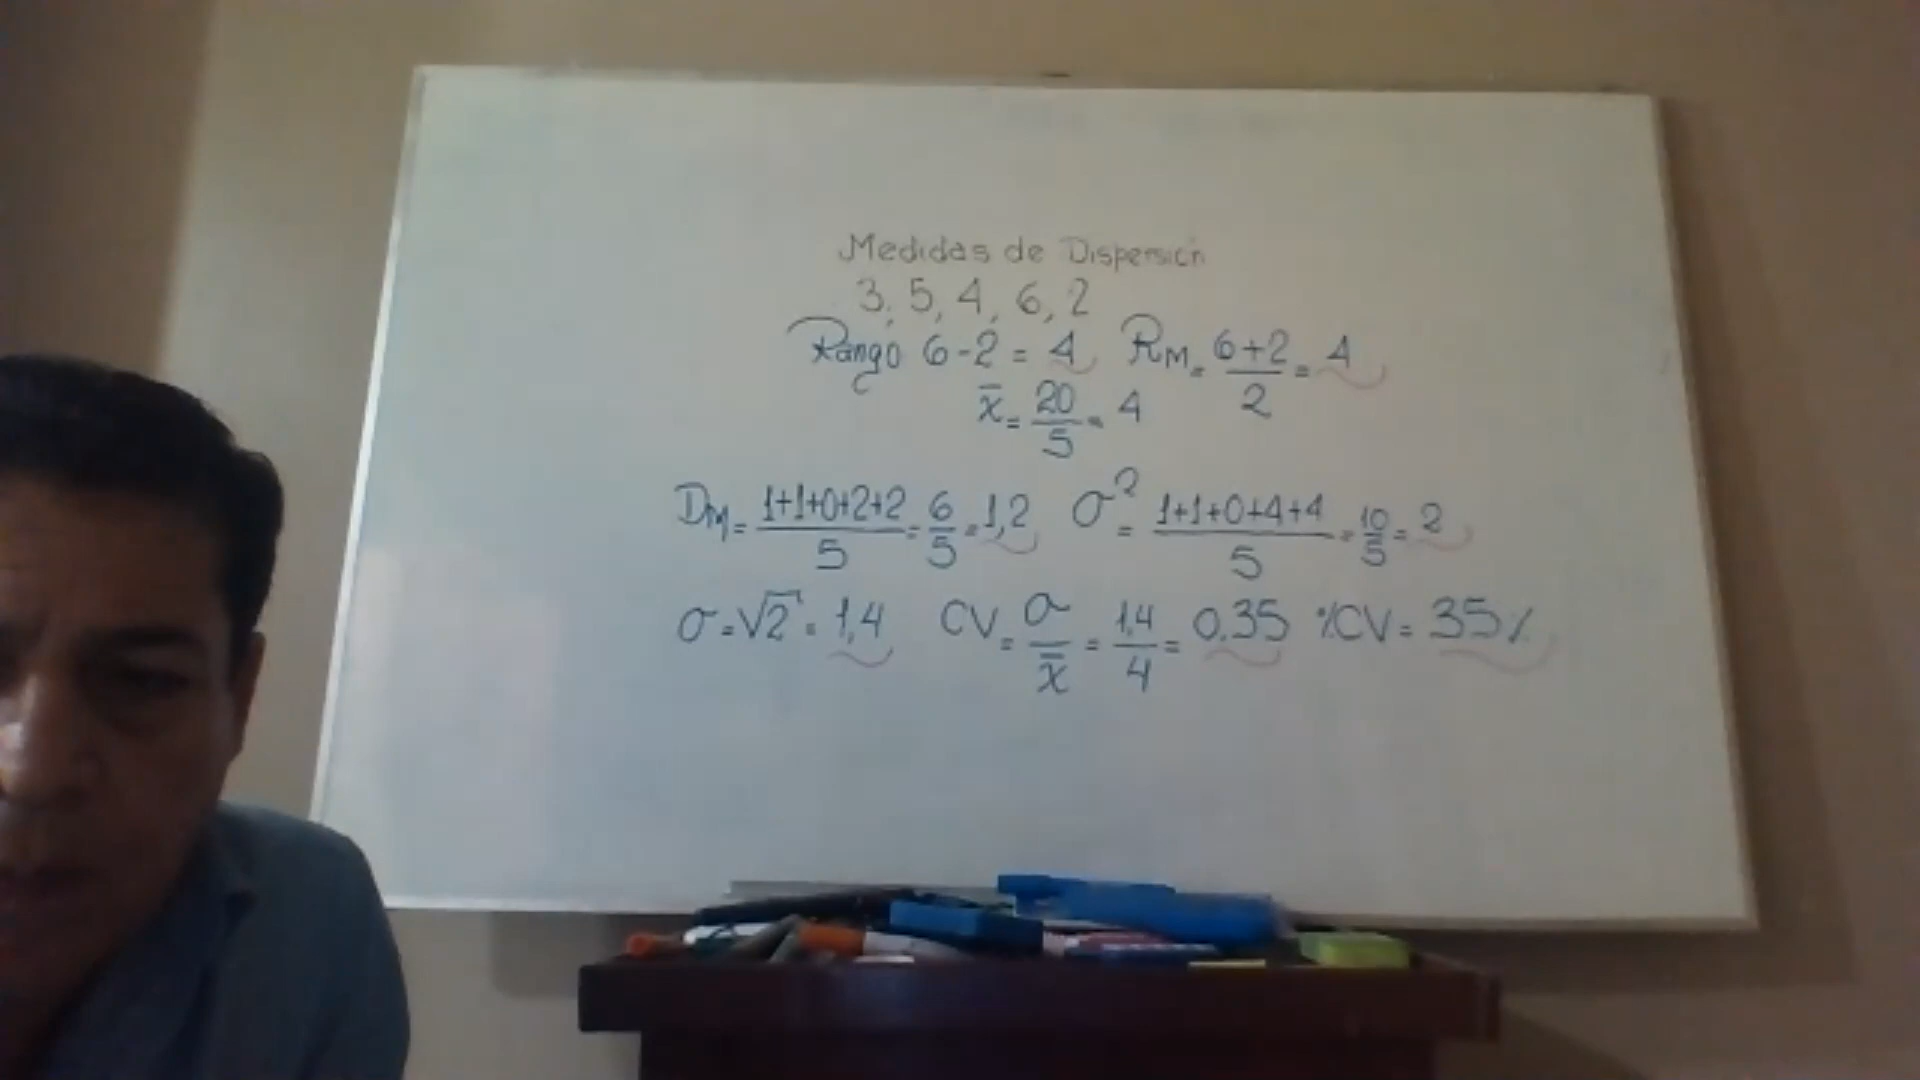 Medidas de Dispersión
3, 5, 4, 6, 2
Rango 6-2 = 4 RM = 6+2/2 = 4
x̄ = 20/5 = 4
DM = 1+1+0+2+2/5 = 6/5 = 1,2 σ² = 1+1+0+4+4/5 = 10/5 = 2
σ = √2 = 1,4 CV = σ/x̄ = 1,4/4 = 0,35 %CV = 35%